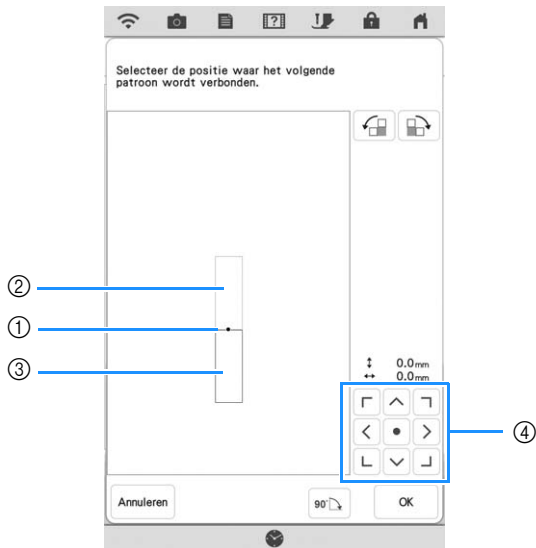 Selecteer de positie waar het volgende
patroon wordt verbonden.
②
①
③
↕ 0.0mm
↔ 0.0mm
④
Annuleren
90°
OK